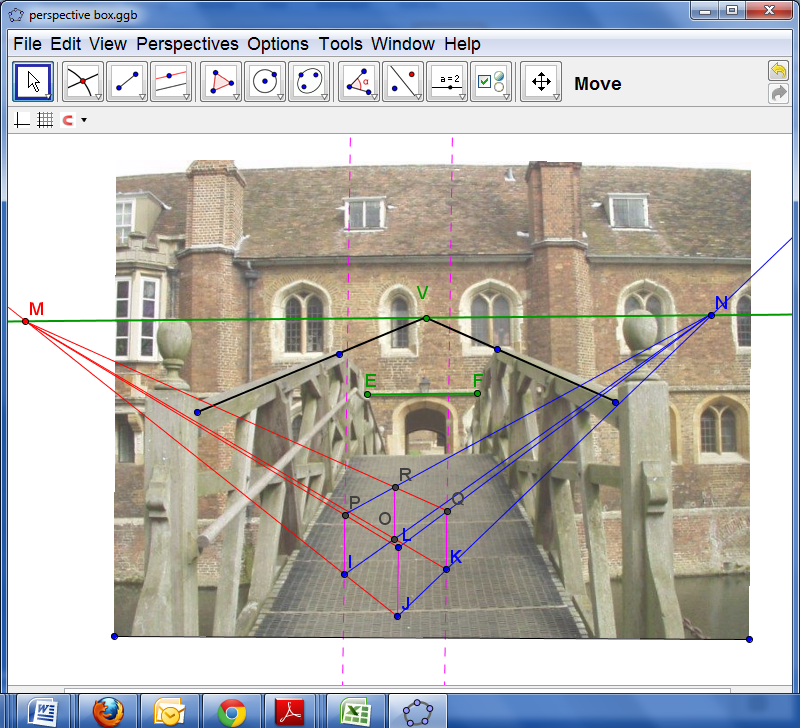 perspective box.ggb
File Edit View Perspectives Options Tools Window Help
a = 2
Move
M
V
N
E
F
R
P
Q
O
L
I
K
J